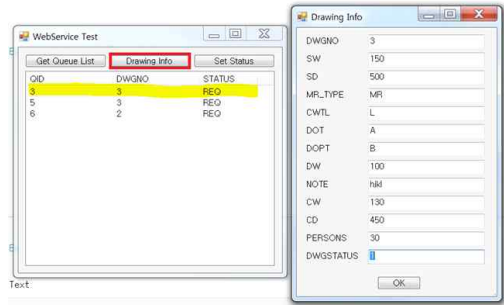 WebService Test
Get Queue List Drawing Info Set Status
QID DWGNO STATUS
3 3 REQ
5 3 REQ
6 2 REQ
Text
Drawing Info
DWGNO 3
SW 150
SD 500
MR_TYPE MR
CWTL L
DOT A
DOPT B
DW 100
NOTE hikl
CW 130
CD 450
PERSONS 30
DWGSTATUS 1
OK